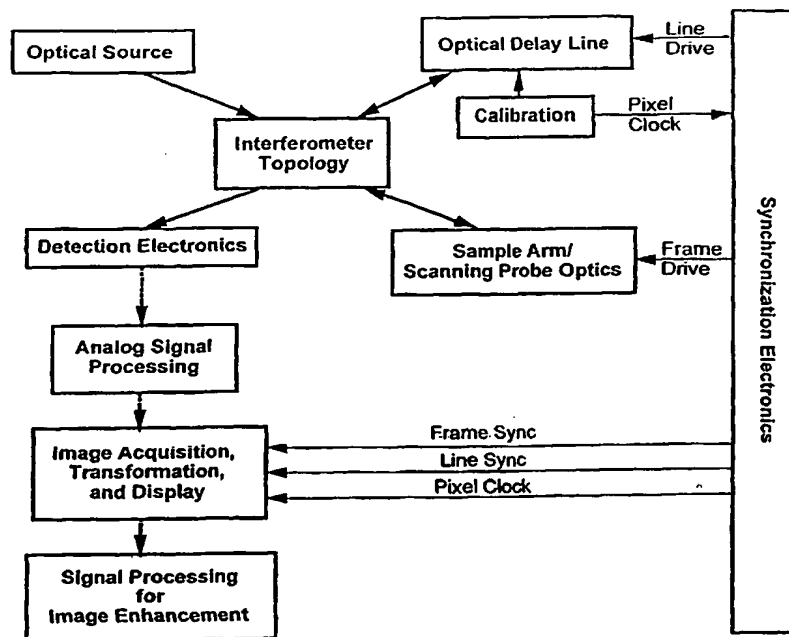 Optical Source
Optical Delay Line
Line
Drive
Calibration
Pixel
Clock
Interferometer
Topology
Detection Electronics
Sample Arm/
Scanning Probe Optics
Frame
Drive
Synchronization Electronics
Analog Signal
Processing
Image Acquisition,
Transformation,
and Display
Frame Sync
Line Sync
Pixel Clock
Signal Processing
for
Image Enhancement